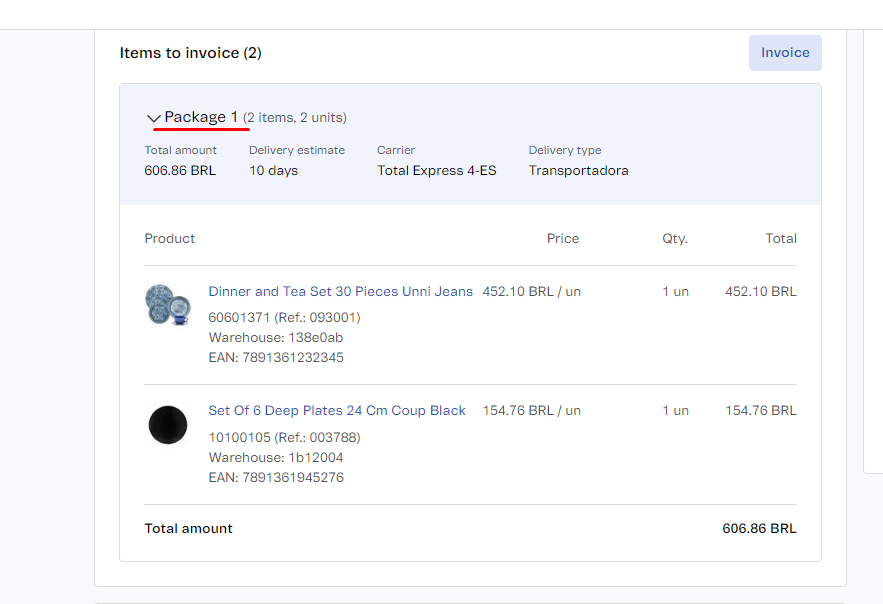 Items to invoice (2)
Invoice
Package 1 (2 items, 2 units)
Total amount Delivery estimate Carrier Delivery type
606.86 BRL 10 days Total Express 4-ES Transportadora
Product Price Qty. Total
Dinner and Tea Set 30 Pieces Unni Jeans 452.10 BRL / un 1 un 452.10 BRL
60601371 (Ref.: 093001)
Warehouse: 138e0ab
EAN: 7891361232345
Set Of 6 Deep Plates 24 Cm Coup Black 154.76 BRL / un 1 un 154.76 BRL
10100105 (Ref.: 003788)
Warehouse: 1b12004
EAN: 7891361945276
Total amount 606.86 BRL